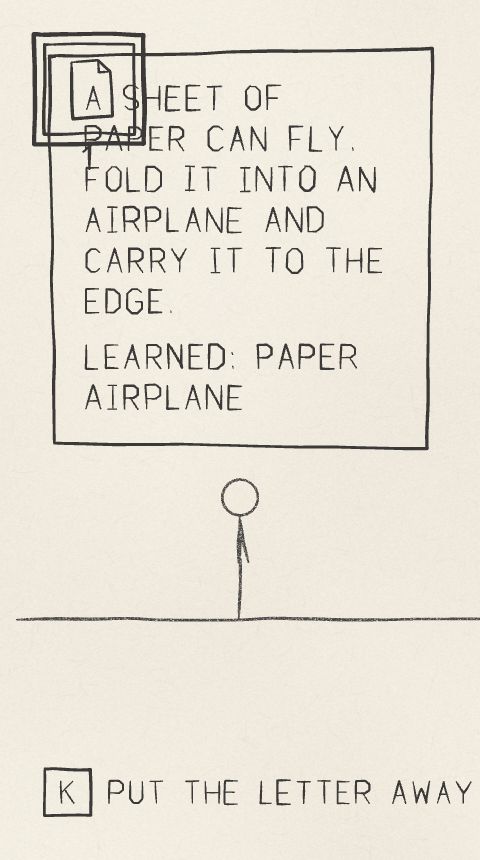 A SHEET OF
PAPER CAN FLY.
FOLD IT INTO AN
AIRPLANE AND
CARRY IT TO THE
EDGE.
LEARNED: PAPER
AIRPLANE
K PUT THE LETTER AWAY